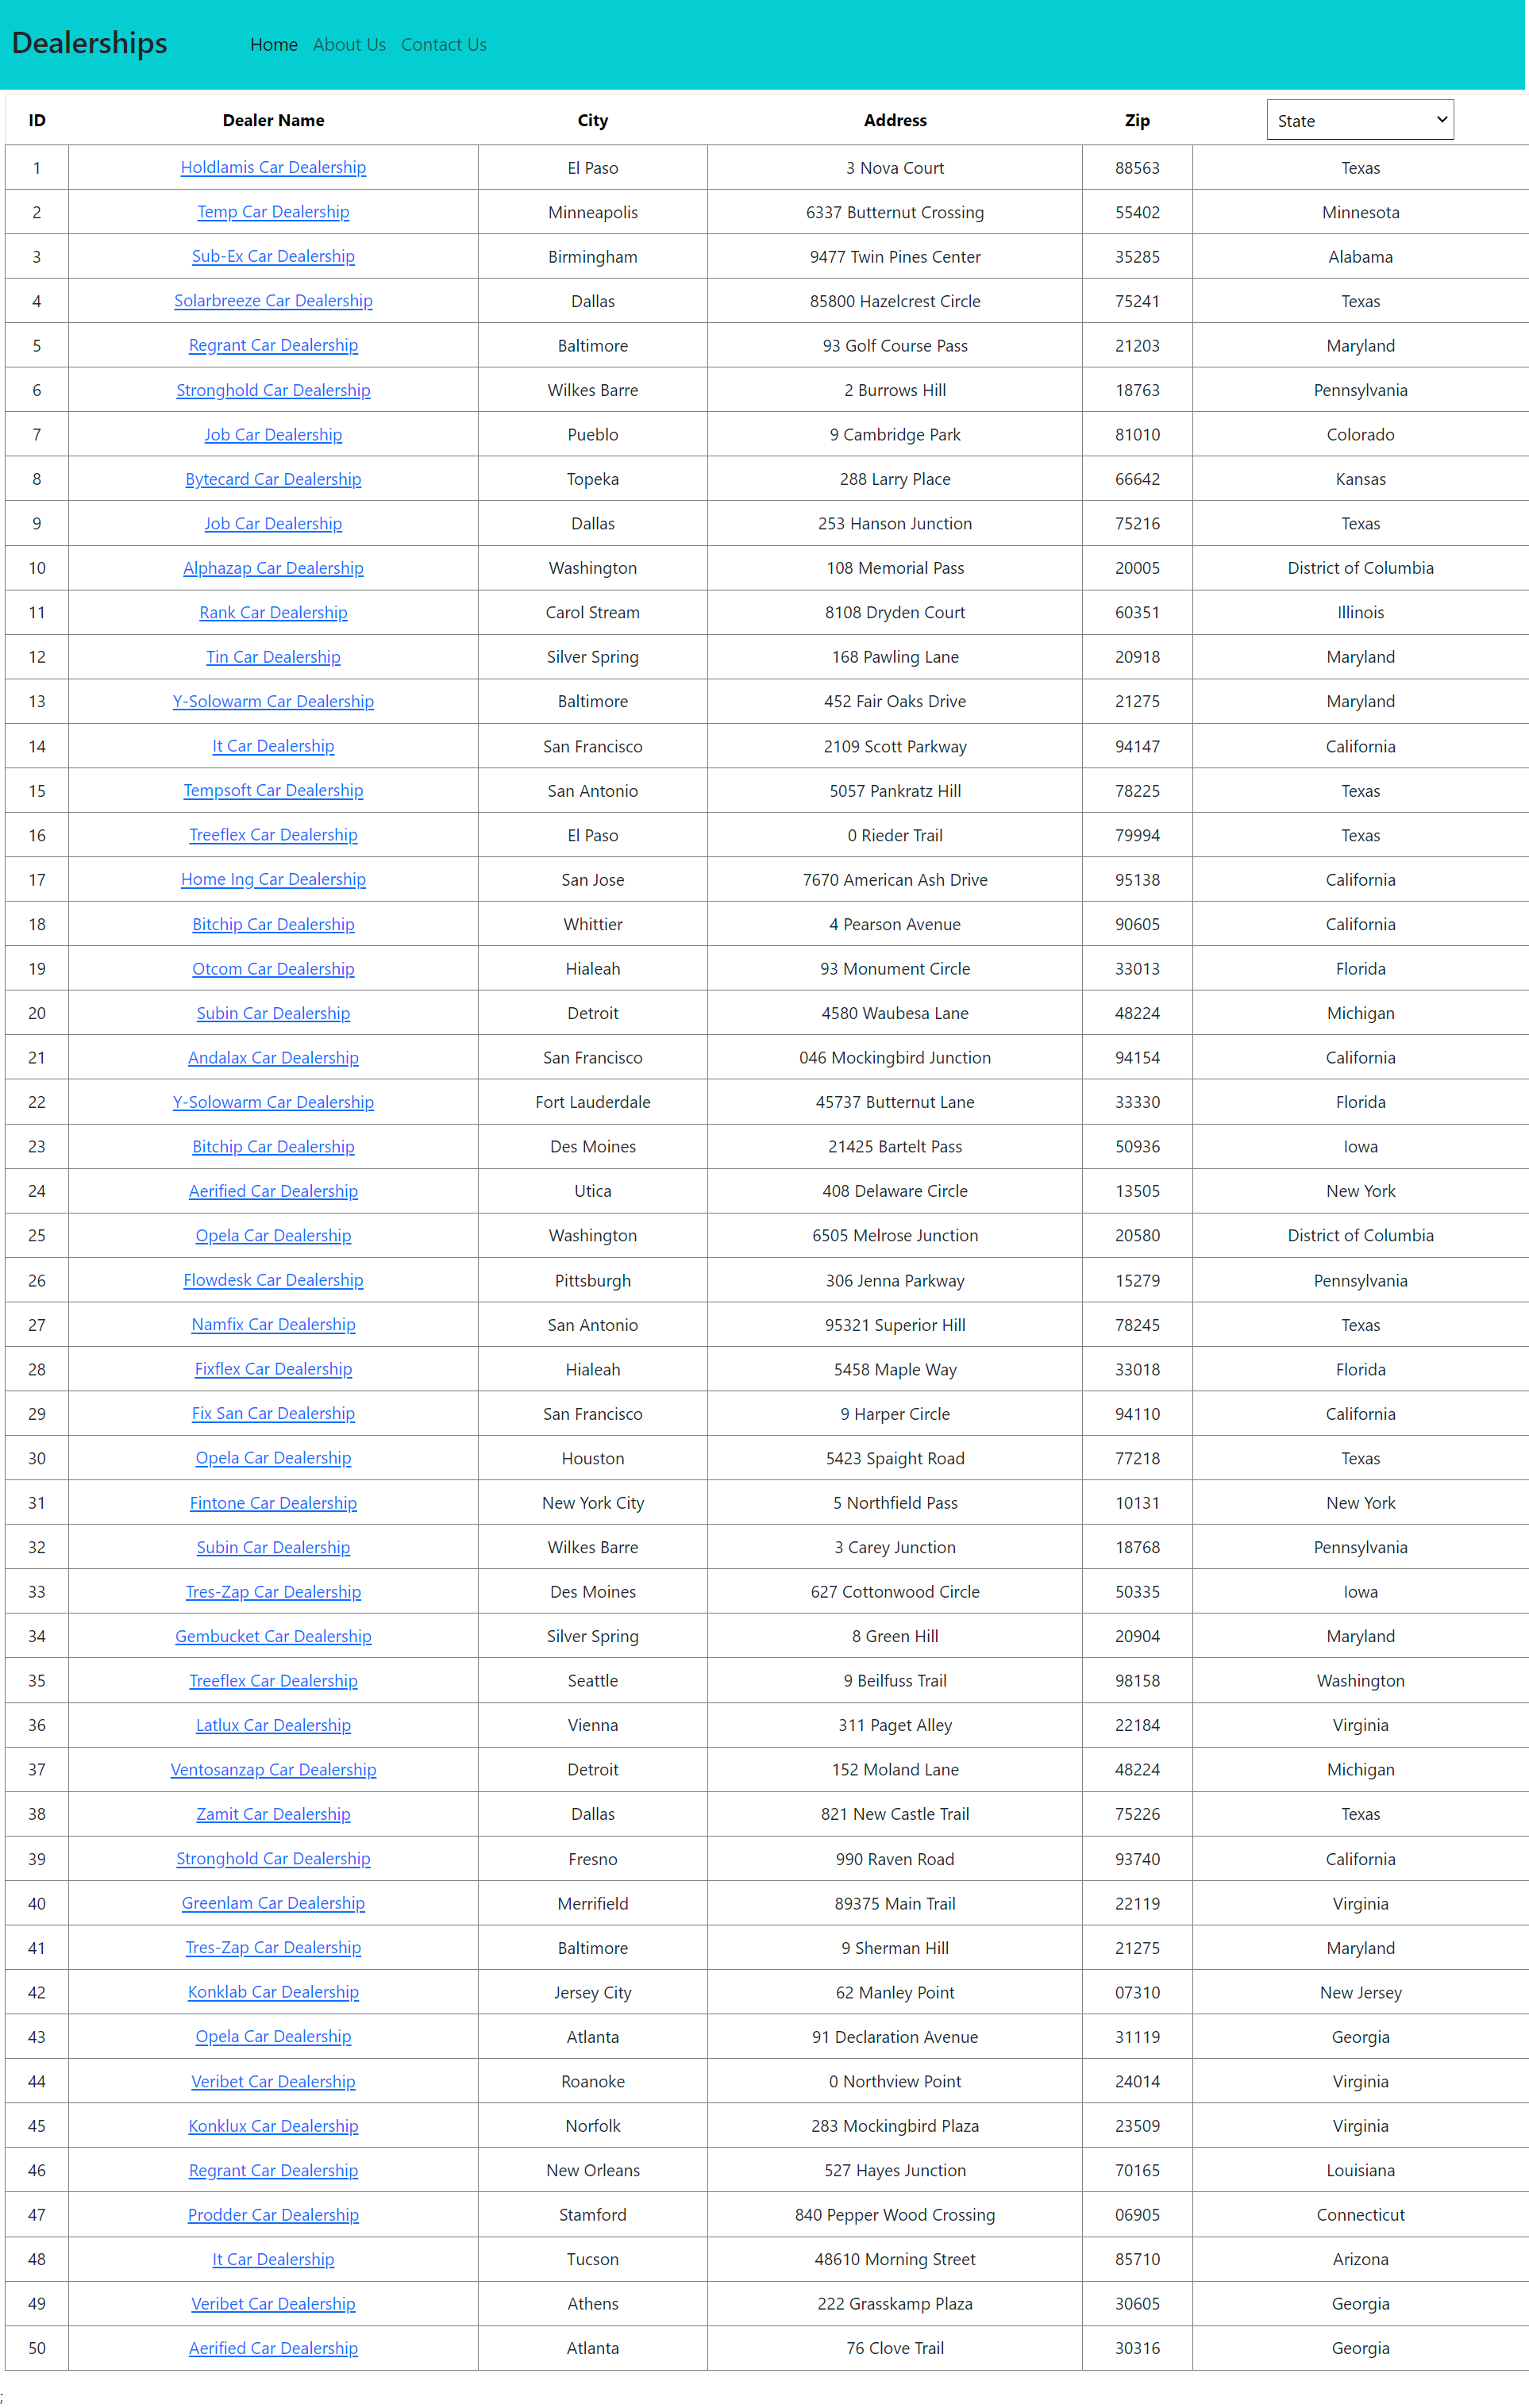 Dealerships Home About Us Contact Us
ID Dealer Name City Address Zip State
1 Holdlamis Car Dealership El Paso 3 Nova Court 88563 Texas
2 Temp Car Dealership Minneapolis 6337 Butternut Crossing 55402 Minnesota
3 Sub-Ex Car Dealership Birmingham 9477 Twin Pines Center 35285 Alabama
4 Solarbreeze Car Dealership Dallas 85800 Hazelcrest Circle 75241 Texas
5 Regrant Car Dealership Baltimore 93 Golf Course Pass 21203 Maryland
6 Stronghold Car Dealership Wilkes Barre 2 Burrows Hill 18763 Pennsylvania
7 Job Car Dealership Pueblo 9 Cambridge Park 81010 Colorado
8 Bytecard Car Dealership Topeka 288 Larry Place 66642 Kansas
9 Job Car Dealership Dallas 253 Hanson Junction 75216 Texas
10 Alphazap Car Dealership Washington 108 Memorial Pass 20005 District of Columbia
11 Rank Car Dealership Carol Stream 8108 Dryden Court 60351 Illinois
12 Tin Car Dealership Silver Spring 168 Pawling Lane 20918 Maryland
13 Y-Solowarm Car Dealership Baltimore 452 Fair Oaks Drive 21275 Maryland
14 It Car Dealership San Francisco 2109 Scott Parkway 94147 California
15 Tempsoft Car Dealership San Antonio 5057 Pankratz Hill 78225 Texas
16 Treeflex Car Dealership El Paso 0 Rieder Trail 79994 Texas
17 Home Ing Car Dealership San Jose 7670 American Ash Drive 95138 California
18 Bitchip Car Dealership Whittier 4 Pearson Avenue 90605 California
19 Otcom Car Dealership Hialeah 93 Monument Circle 33013 Florida
20 Subin Car Dealership Detroit 4580 Waubesa Lane 48224 Michigan
21 Andalax Car Dealership San Francisco 046 Mockingbird Junction 94154 California
22 Y-Solowarm Car Dealership Fort Lauderdale 45737 Butternut Lane 33330 Florida
23 Bitchip Car Dealership Des Moines 21425 Bartelt Pass 50936 Iowa
24 Aerified Car Dealership Utica 408 Delaware Circle 13505 New York
25 Opela Car Dealership Washington 6505 Melrose Junction 20580 District of Columbia
26 Flowdesk Car Dealership Pittsburgh 306 Jenna Parkway 15279 Pennsylvania
27 Namfix Car Dealership San Antonio 95321 Superior Hill 78245 Texas
28 Fixflex Car Dealership Hialeah 5458 Maple Way 33018 Florida
29 Fix San Car Dealership San Francisco 9 Harper Circle 94110 California
30 Opela Car Dealership Houston 5423 Spaight Road 77218 Texas
31 Fintone Car Dealership New York City 5 Northfield Pass 10131 New York
32 Subin Car Dealership Wilkes Barre 3 Carey Junction 18768 Pennsylvania
33 Tres-Zap Car Dealership Des Moines 627 Cottonwood Circle 50335 Iowa
34 Gembucket Car Dealership Silver Spring 8 Green Hill 20904 Maryland
35 Treeflex Car Dealership Seattle 9 Beilfuss Trail 98158 Washington
36 Latlux Car Dealership Vienna 311 Paget Alley 22184 Virginia
37 Ventosanzap Car Dealership Detroit 152 Moland Lane 48224 Michigan
38 Zamit Car Dealership Dallas 821 New Castle Trail 75226 Texas
39 Stronghold Car Dealership Fresno 990 Raven Road 93740 California
40 Greenlam Car Dealership Merrifield 89375 Main Trail 22119 Virginia
41 Tres-Zap Car Dealership Baltimore 9 Sherman Hill 21275 Maryland
42 Konklab Car Dealership Jersey City 62 Manley Point 07310 New Jersey
43 Opela Car Dealership Atlanta 91 Declaration Avenue 31119 Georgia
44 Veribet Car Dealership Roanoke 0 Northview Point 24014 Virginia
45 Konklux Car Dealership Norfolk 283 Mockingbird Plaza 23509 Virginia
46 Regrant Car Dealership New Orleans 527 Hayes Junction 70165 Louisiana
47 Prodder Car Dealership Stamford 840 Pepper Wood Crossing 06905 Connecticut
48 It Car Dealership Tucson 48610 Morning Street 85710 Arizona
49 Veribet Car Dealership Athens 222 Grasskamp Plaza 30605 Georgia
50 Aerified Car Dealership Atlanta 76 Clove Trail 30316 Georgia
;